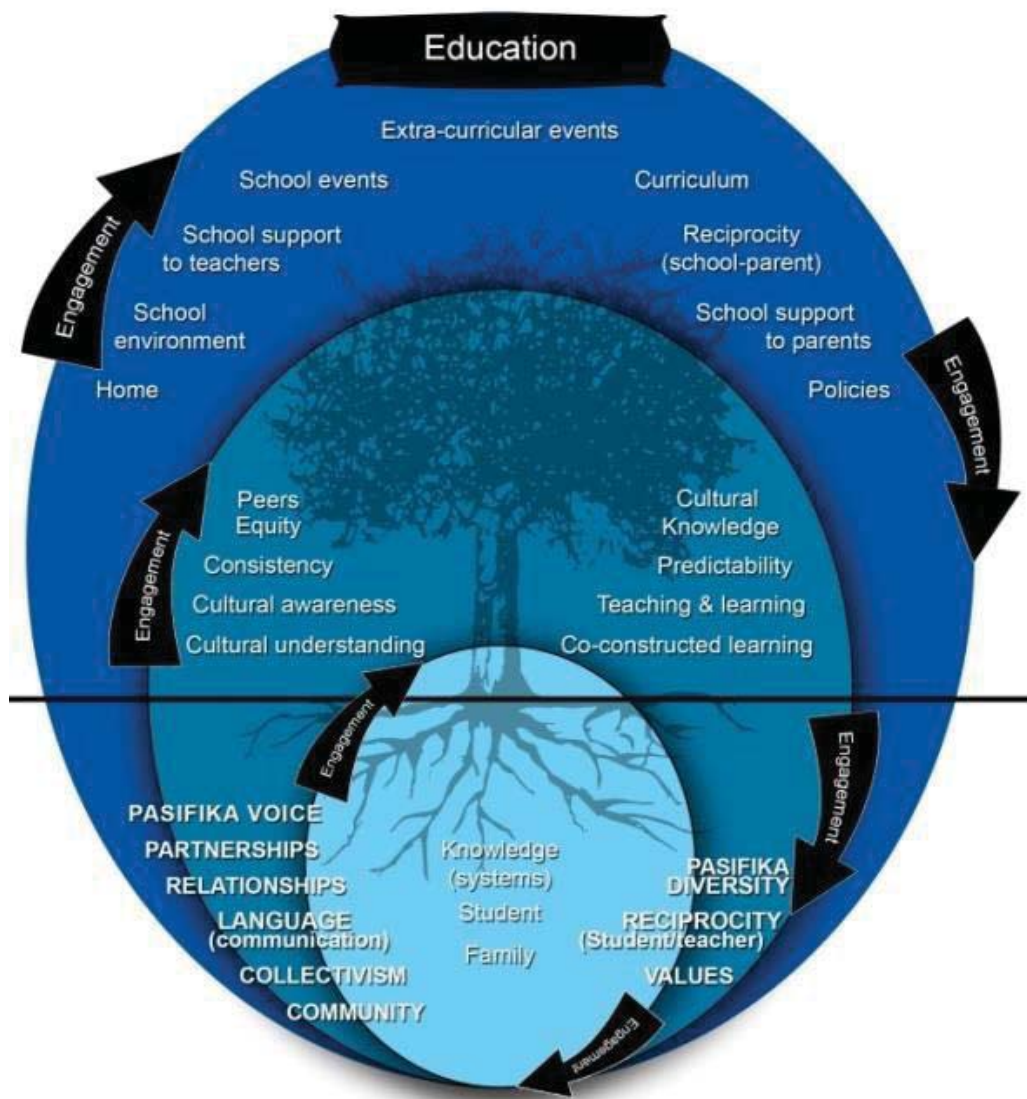 Education
Extra-curricular events
School events
Curriculum
School support
to teachers
Reciprocity
(school-parent)
Engagement
School
environment
School support
to parents
Home
Policies
Engagement
Peers
Equity
Cultural
Knowledge
Engagement
Consistency
Predictability
Cultural awareness
Teaching & learning
Cultural understanding
Co-constructed learning
Engagement
Engagement
PASIFIKA VOICE
PARTNERSHIPS
RELATIONSHIPS
LANGUAGE
(communication)
COLLECTIVISM
COMMUNITY
Knowledge
(systems)
Student
Family
PASIFIKA
DIVERSITY
RECIPROCITY
(Student/teacher)
VALUES
Engagement